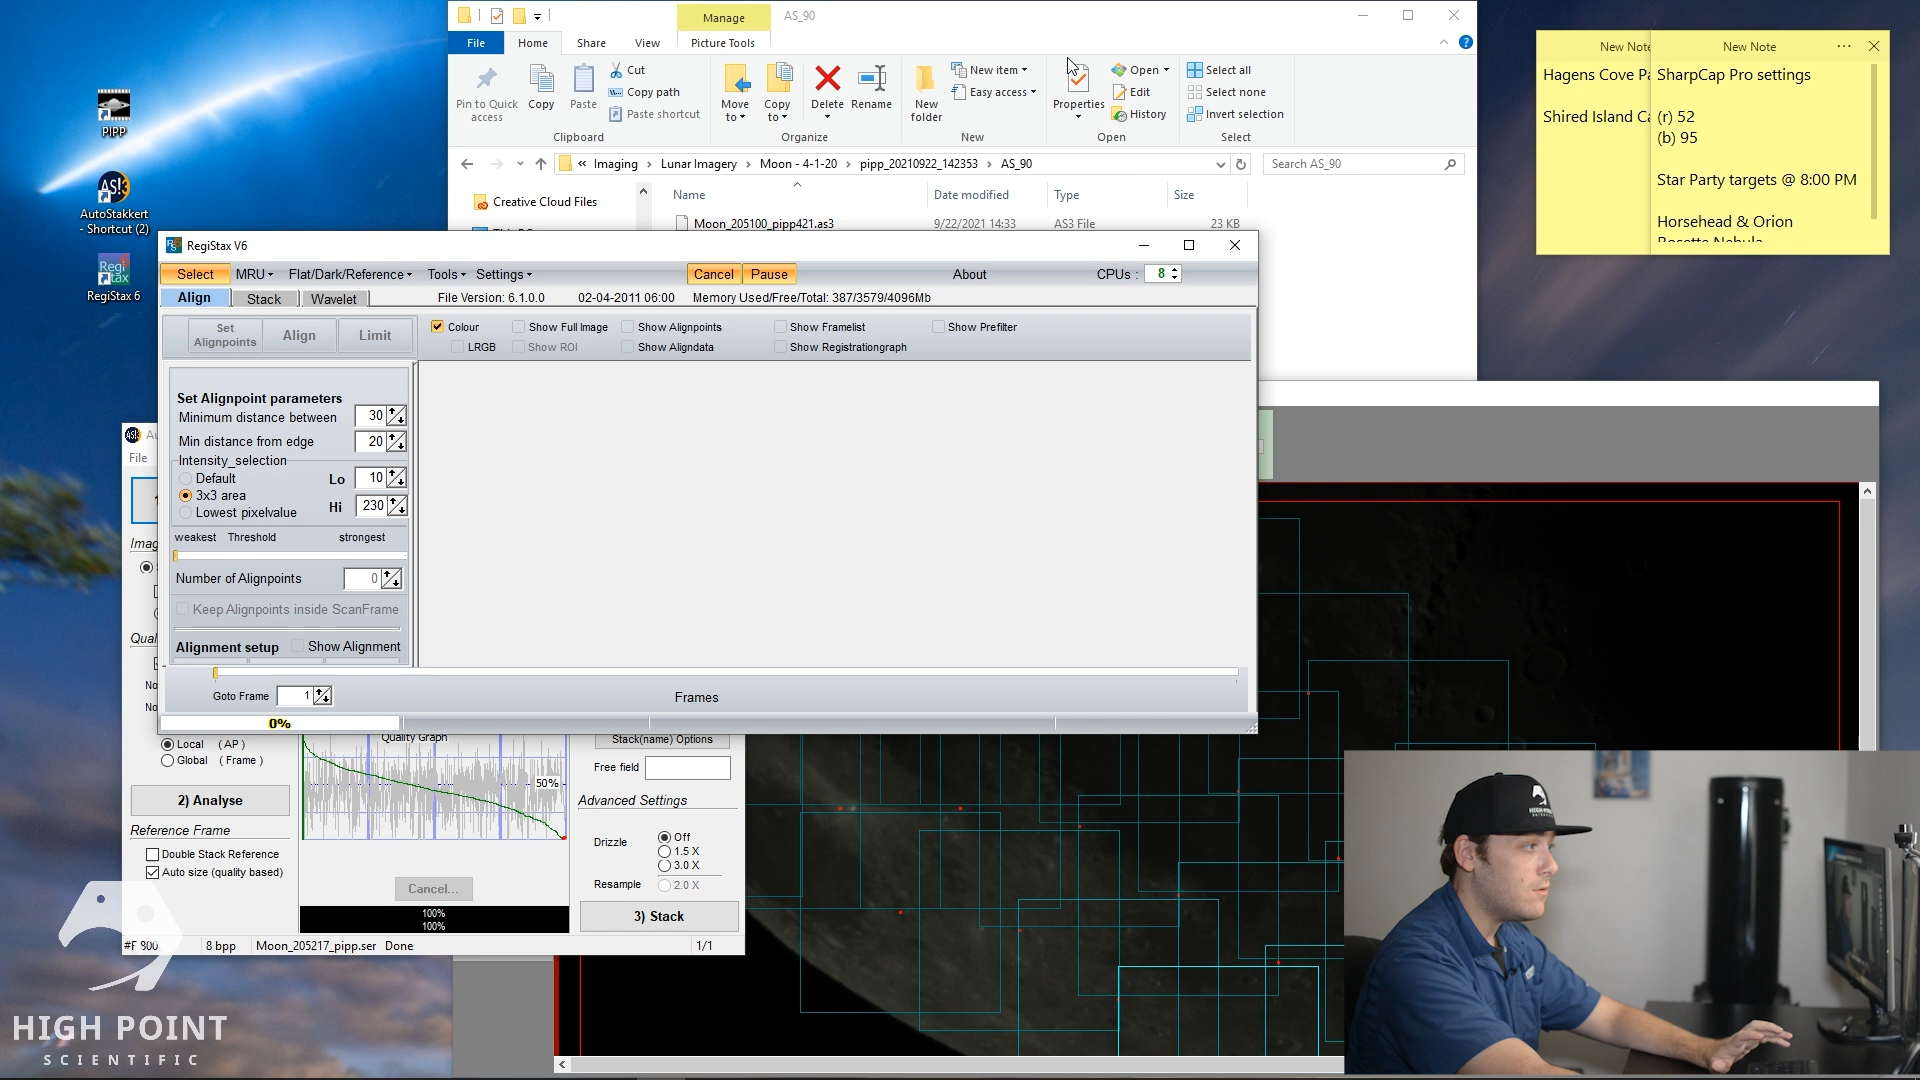 Manage
AS_90
File
Home
Share
View
Picture Tools
Pin to Quick access
Copy
Paste
Cut
Copy path
Paste shortcut
Clipboard
Move to
Copy to
Delete
Rename
Organize
New folder
New item
Easy access
New
Properties
Open
Edit
History
Open
Select all
Select none
Invert selection
Select
« Imaging > Lunar Imagery > Moon - 4-1-20 > pipp_20210922_142353 > AS_90
Search AS_90
Name
Date modified
Type
Size
Creative Cloud Files
Moon_205100_pipp421.as3
9/22/2021 14:33
AS3 File
23 KB
New Note
Hagens Cove
Shired Island
New Note
SharpCap Pro settings
(r) 52
(b) 95
Star Party targets @ 8:00 PM
Horsehead & Orion
Rosette Nebula
PIPP
AS!3
AutoStakkert
- Shortcut (2)
Regi
Stax
RegiStax 6
RegiStax V6
Select
MRU
Flat/Dark/Reference
Tools
Settings
Cancel
Pause
About
CPUs : 8
Align
Stack
Wavelet
File Version: 6.1.0.0
02-04-2011 06:00
Memory Used/Free/Total: 387/3579/4096Mb
Set Alignpoints
Align
Limit
Colour
Show Full Image
Show Alignpoints
Show Framelist
Show Prefilter
LRGB
Show ROI
Show Aligndata
Show Registrationgraph
Set Alignpoint parameters
Minimum distance between 30
Min distance from edge 20
Intensity_selection
Default
Lo 10
3x3 area
Hi 230
Lowest pixelvalue
weakest Threshold strongest
Number of Alignpoints 0
Keep Alignpoints inside ScanFrame
Alignment setup
Show Alignment
Goto Frame 1
Frames
0%
File
Local (AP)
Global (Frame)
2) Analyse
Reference Frame
Double Stack Reference
Auto size (quality based)
Quality Graph
50%
Cancel...
100%
100%
Stack(name) Options
Free field
Advanced Settings
Drizzle
Off
1.5 X
3.0 X
Resample
2.0 X
3) Stack
#F 800
8 bpp
Moon_205217_pipp.ser
Done
1/1
HIGH POINT
SCIENTIFIC
HIGH POINT